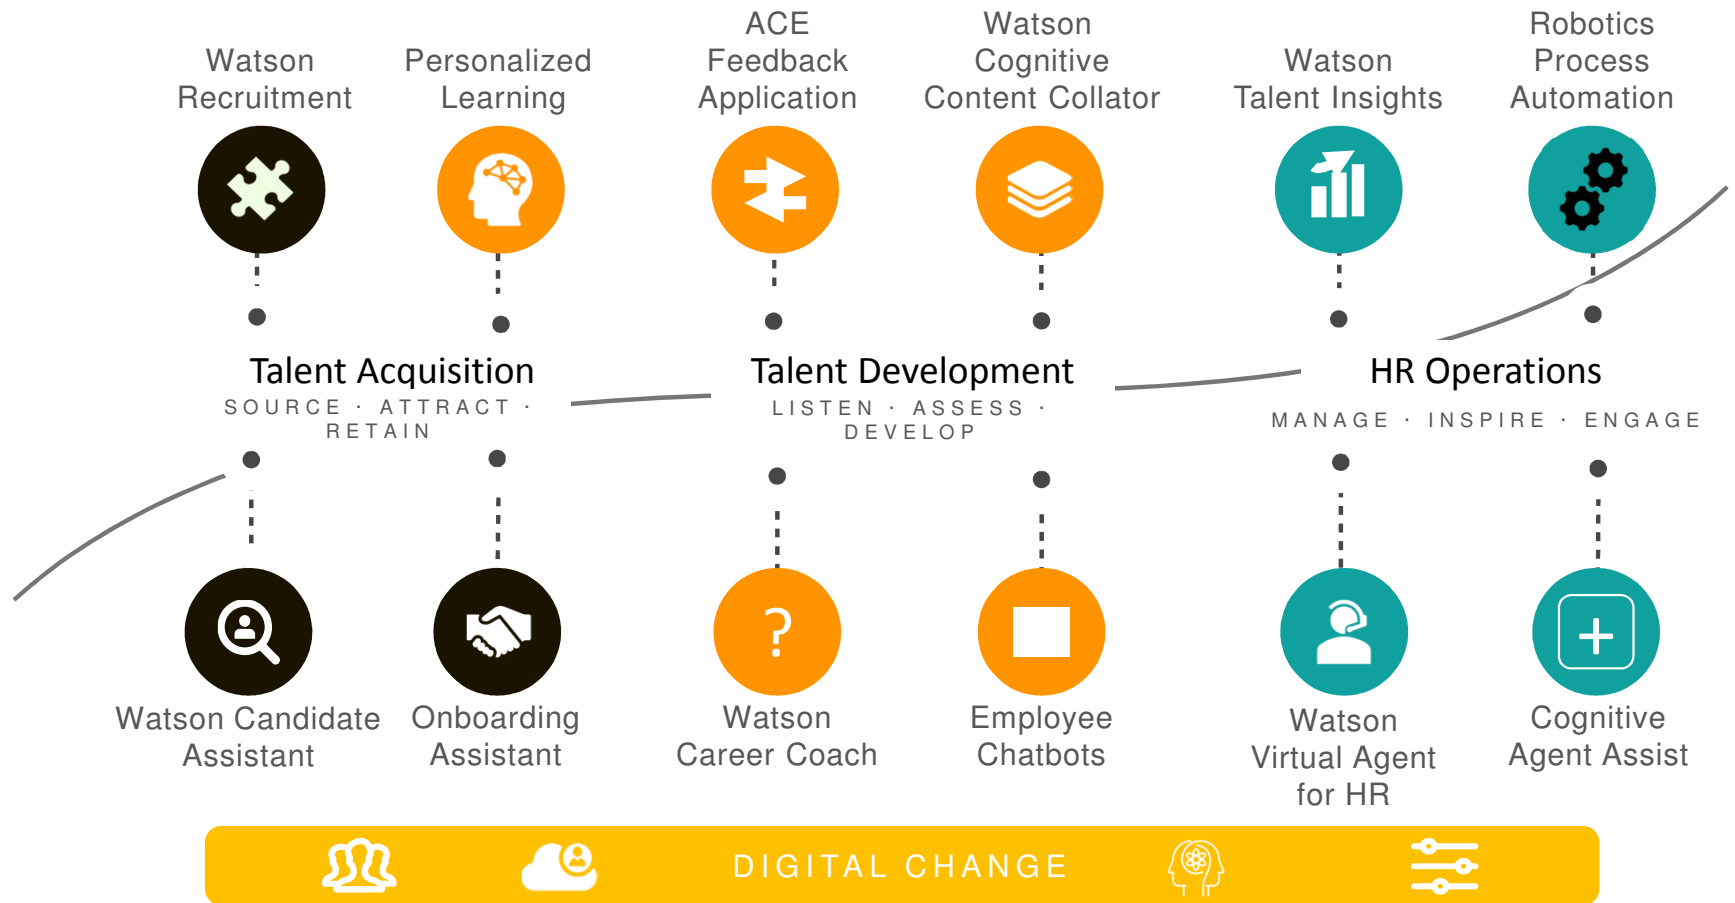 Watson
Recruitment
Personalized
Learning
ACE
Feedback
Application
Watson
Cognitive
Content Collator
Watson
Talent Insights
Robotics
Process
Automation
Talent Acquisition
SOURCE · ATTRACT ·
RETAIN
Talent Development
LISTEN · ASSESS ·
DEVELOP
HR Operations
MANAGE · INSPIRE · ENGAGE
?
+
Watson Candidate
Assistant
Onboarding
Assistant
Watson
Career Coach
Employee
Chatbots
Watson
Virtual Agent
for HR
Cognitive
Agent Assist
DIGITAL CHANGE